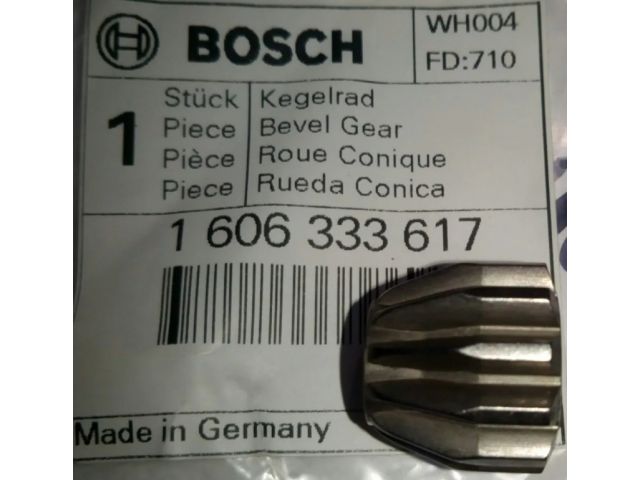 BOSCH
WH004
FD:710
1
Stück Kegelrad
Piece Bevel Gear
Pièce Roue Conique
Piece Rueda Conica
1 606 333 617
Made in Germany